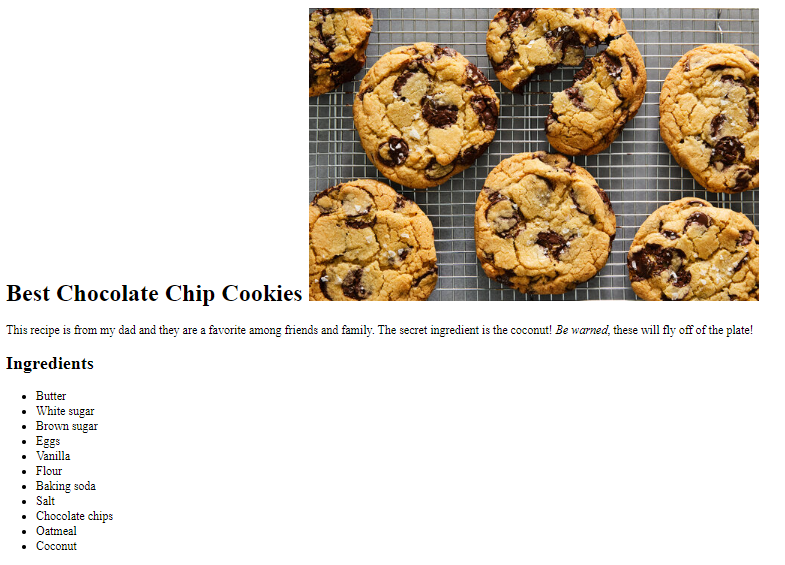 Best Chocolate Chip Cookies
This recipe is from my dad and they are a favorite among friends and family. The secret ingredient is the coconut! Be warned, these will fly off of the plate!
Ingredients
Butter
White sugar
Brown sugar
Eggs
Vanilla
Flour
Baking soda
Salt
Chocolate chips
Oatmeal
Coconut